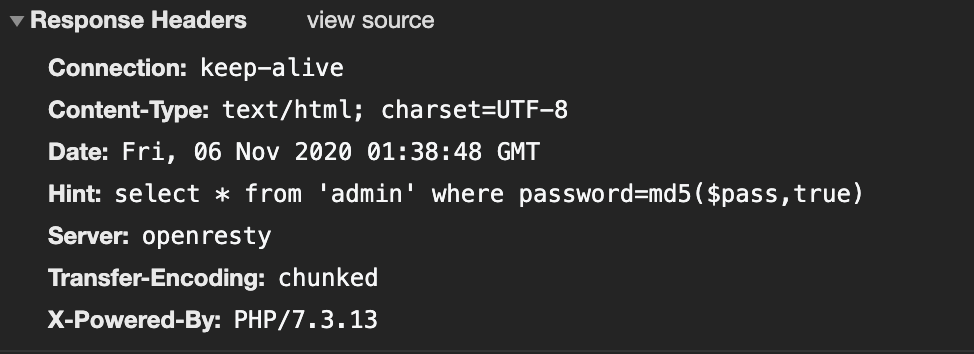 Response Headers view source
Connection: keep-alive
Content-Type: text/html; charset=UTF-8
Date: Fri, 06 Nov 2020 01:38:48 GMT
Hint: select * from 'admin' where password=md5($pass,true)
Server: openresty
Transfer-Encoding: chunked
X-Powered-By: PHP/7.3.13